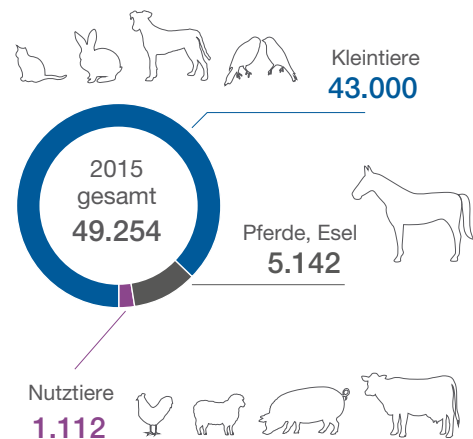 Kleintiere
43.000
2015
gesamt
49.254
Pferde, Esel
5.142
Nutztiere
1.112